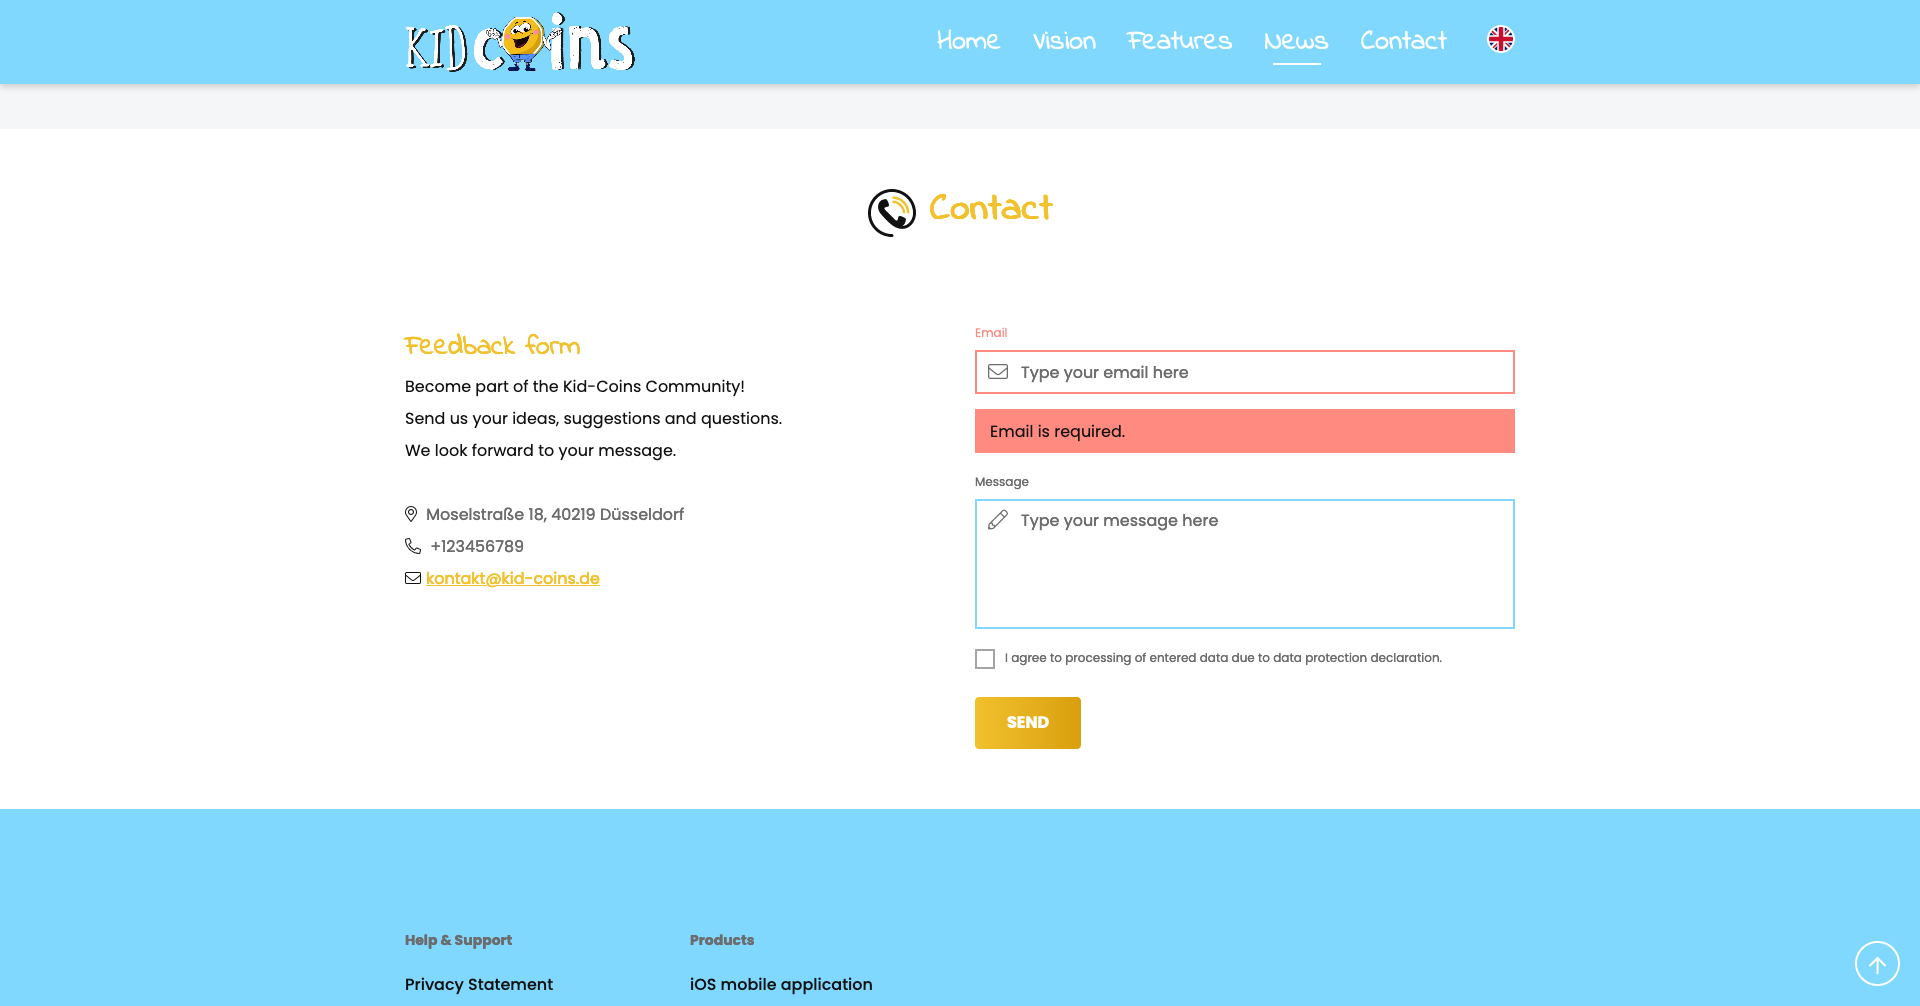 KID coins
Home Vision Features News Contact
Contact
Feedback form
Become part of the Kid-Coins Community!
Send us your ideas, suggestions and questions.
We look forward to your message.
Moselstraße 18, 40219 Düsseldorf
+123456789
kontakt@kid-coins.de
Email
Type your email here
Email is required.
Message
Type your message here
I agree to processing of entered data due to data protection declaration.
SEND
Help & Support
Privacy Statement
Products
iOS mobile application